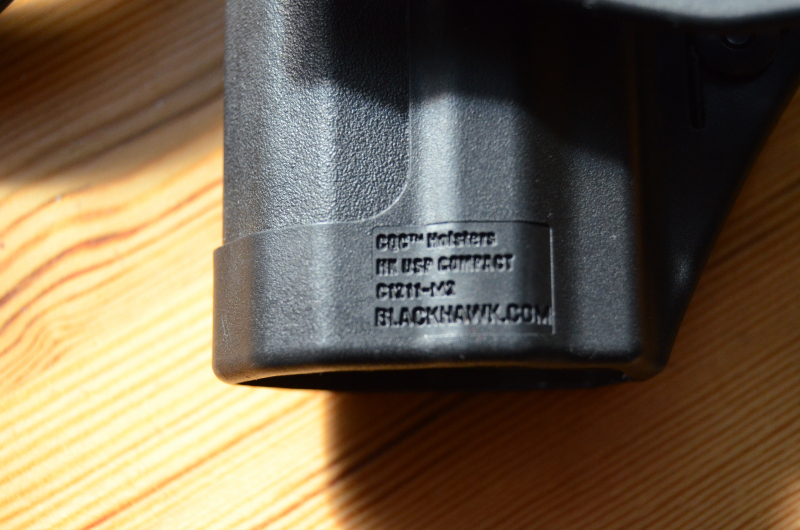 CQC™ Holsters
HK USP COMPACT
C1211-M2
BLACKHAWK.COM